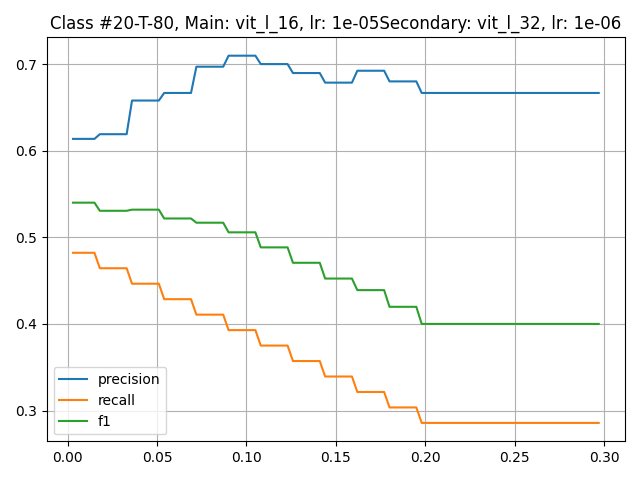 Class #20-T-80, Main: vit_l_16, lr: 1e-05Secondary: vit_l_32, lr: 1e-06
0.7
0.6
0.5
0.4
0.3
precision
recall
f1
0.00 0.05 0.10 0.15 0.20 0.25 0.30